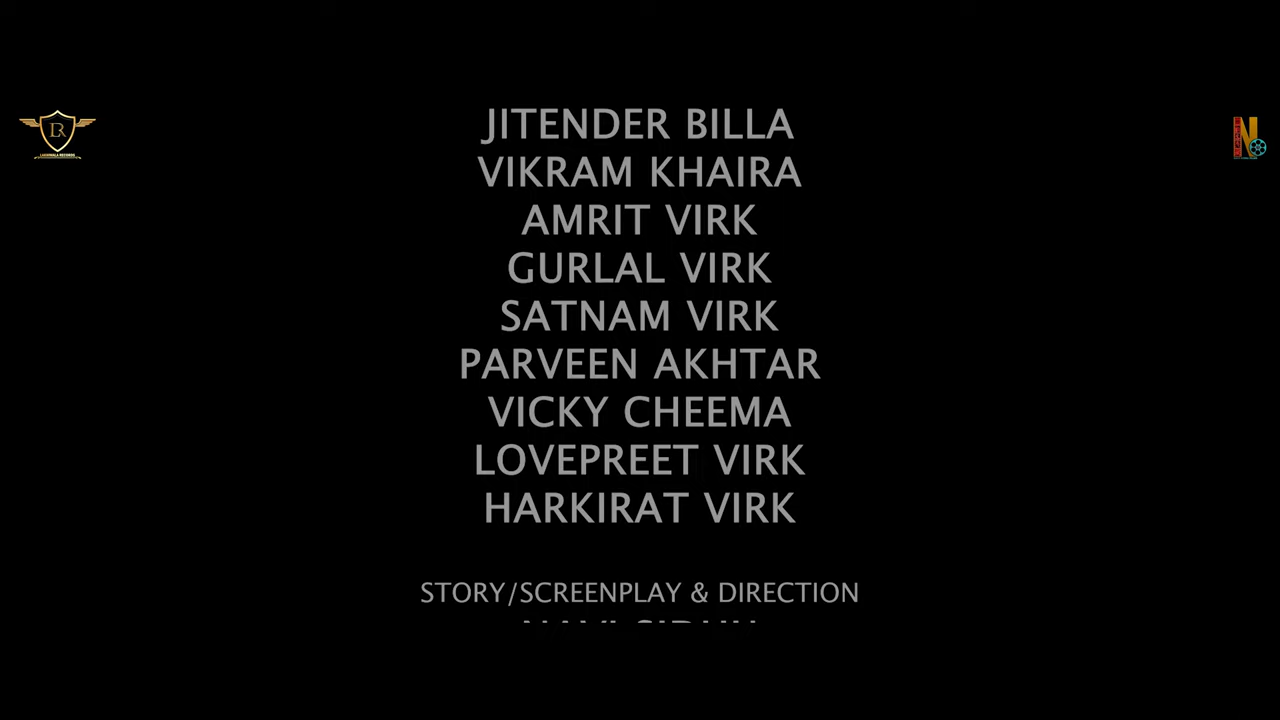 JITENDER BILLA
VIKRAM KHAIRA
AMRIT VIRK
GURLAL VIRK
SATNAM VIRK
PARVEEN AKHTAR
VICKY CHEEMA
LOVEPREET VIRK
HARKIRAT VIRK
STORY/SCREENPLAY & DIRECTION